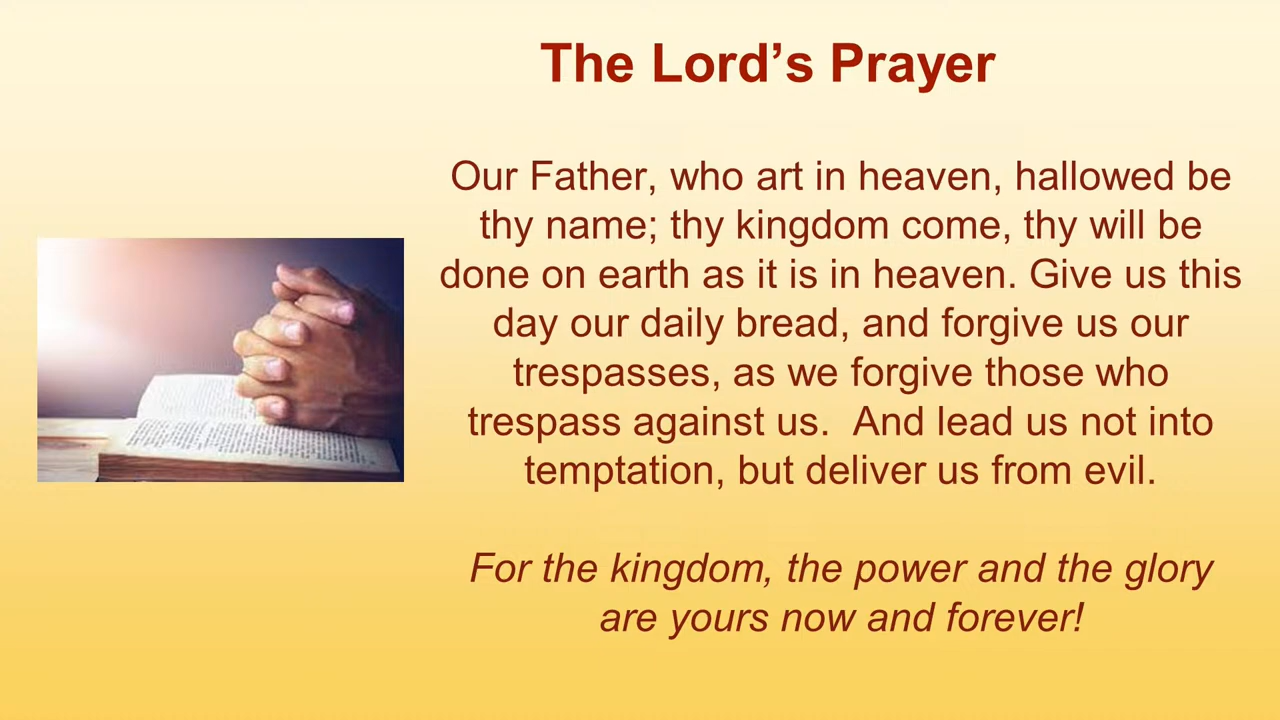 The Lord’s Prayer
Our Father, who art in heaven, hallowed be
thy name; thy kingdom come, thy will be
done on earth as it is in heaven. Give us this
day our daily bread, and forgive us our
trespasses, as we forgive those who
trespass against us.  And lead us not into
temptation, but deliver us from evil.
For the kingdom, the power and the glory
are yours now and forever!